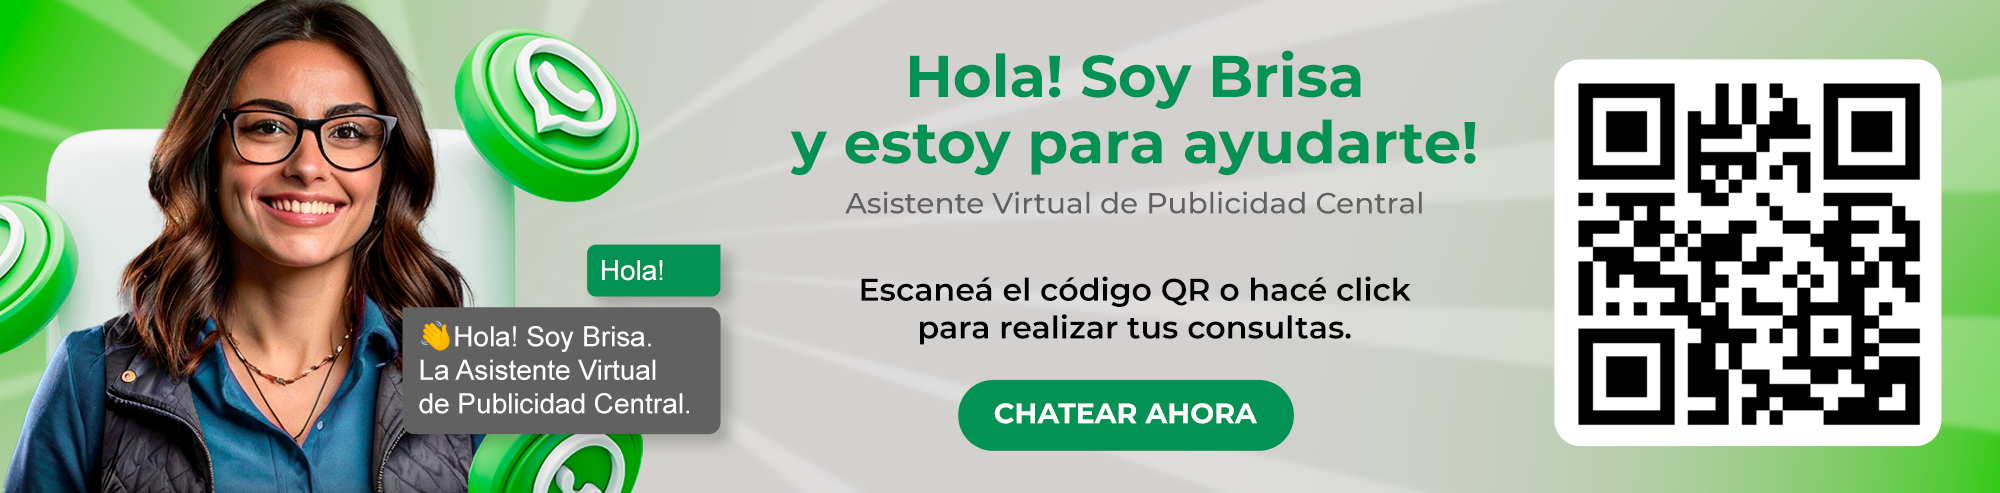 Hola!
👋Hola! Soy Brisa.
La Asistente Virtual
de Publicidad Central.
Hola! Soy Brisa
y estoy para ayudarte!
Asistente Virtual de Publicidad Central
Escaneá el código QR o hacé click
para realizar tus consultas.
CHATEAR AHORA